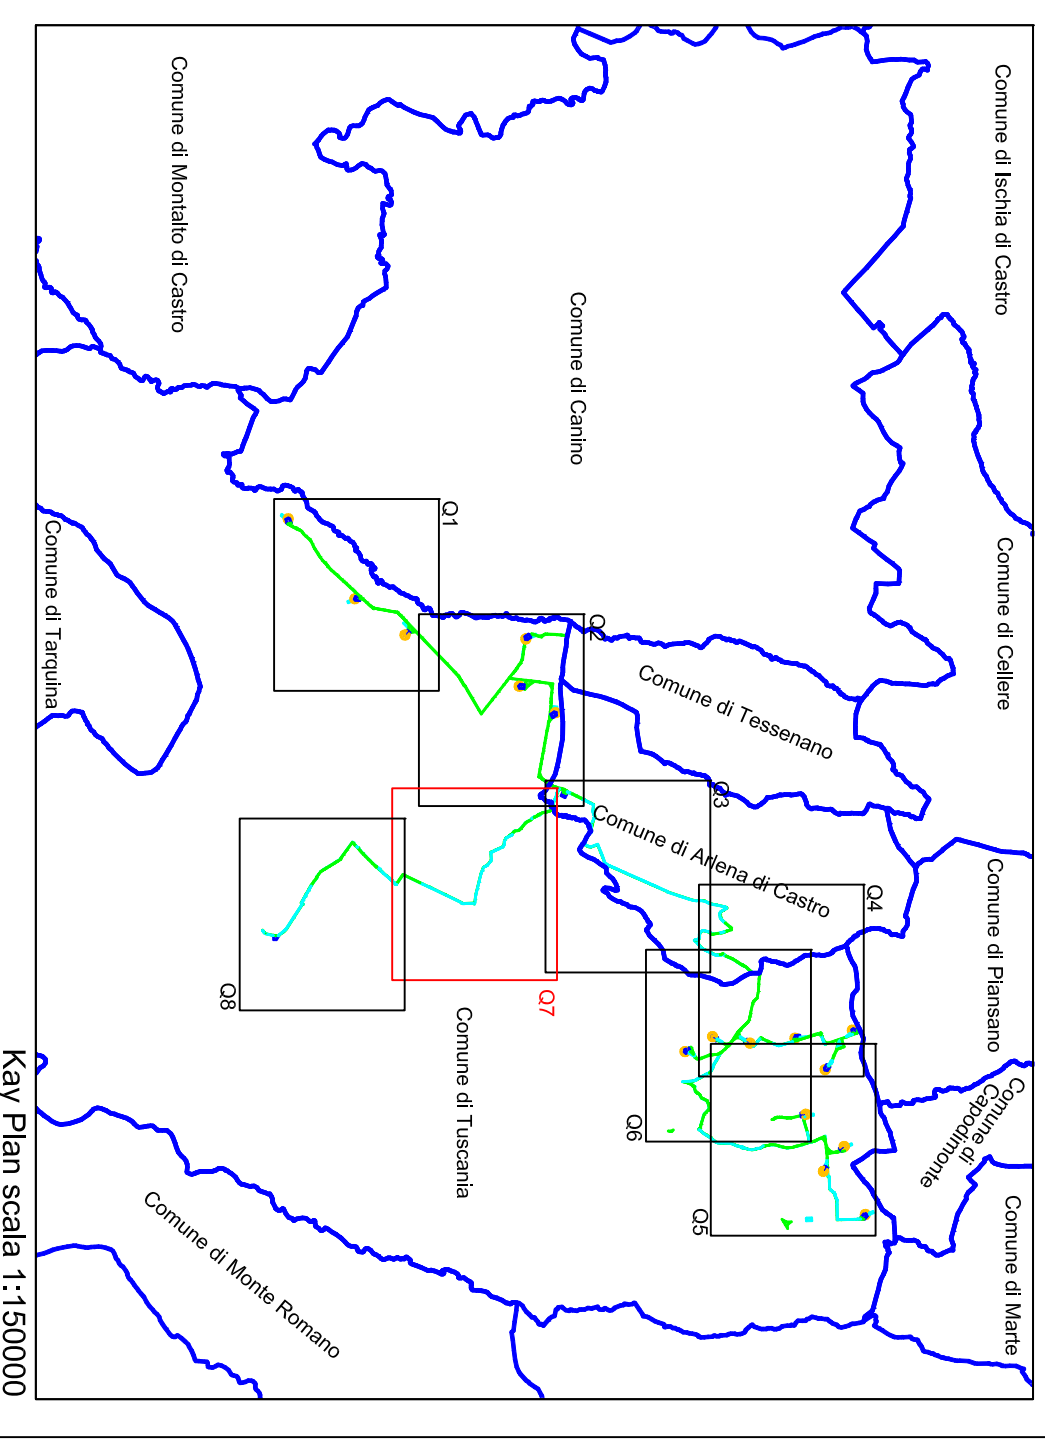 Comune di Ischia di Castro
Comune di Cellere
Comune di Piansano
Comune di
Capodimonte
Comune di Marte
Comune di Montalto di Castro
Comune di Canino
Comune di Tessenano
Comune di Arlena di Castro
Comune di Tarquina
Comune di Tuscania
Comune di Monte Romano
Q1
Q2
Q3
Q4
Q5
Q6
Q7
Q8
Kay Plan scala 1:150000